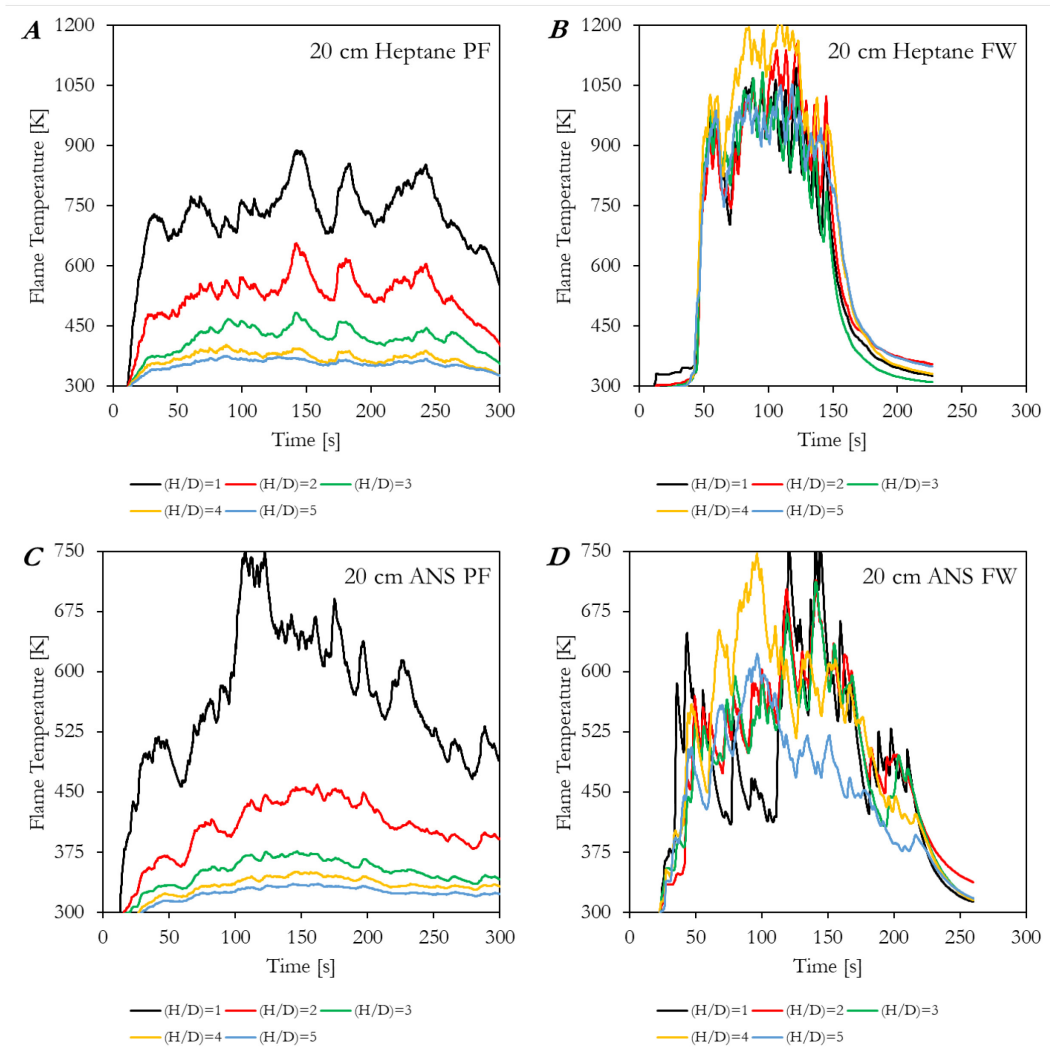 A
20 cm Heptane PF
Flame Temperature [K]
1200
1050
900
750
600
450
300
0 50 100 150 200 250 300
Time [s]
(H/D)=1 (H/D)=2 (H/D)=3
(H/D)=4 (H/D)=5
B
20 cm Heptane FW
Flame Temperature [K]
1200
1050
900
750
600
450
300
0 50 100 150 200 250 300
Time [s]
(H/D)=1 (H/D)=2 (H/D)=3
(H/D)=4 (H/D)=5
C
20 cm ANS PF
Flame Temperature [K]
750
675
600
525
450
375
300
0 50 100 150 200 250 300
Time [s]
(H/D)=1 (H/D)=2 (H/D)=3
(H/D)=4 (H/D)=5
D
20 cm ANS FW
Flame Temperature [K]
750
675
600
525
450
375
300
0 50 100 150 200 250 300
Time [s]
(H/D)=1 (H/D)=2 (H/D)=3
(H/D)=4 (H/D)=5